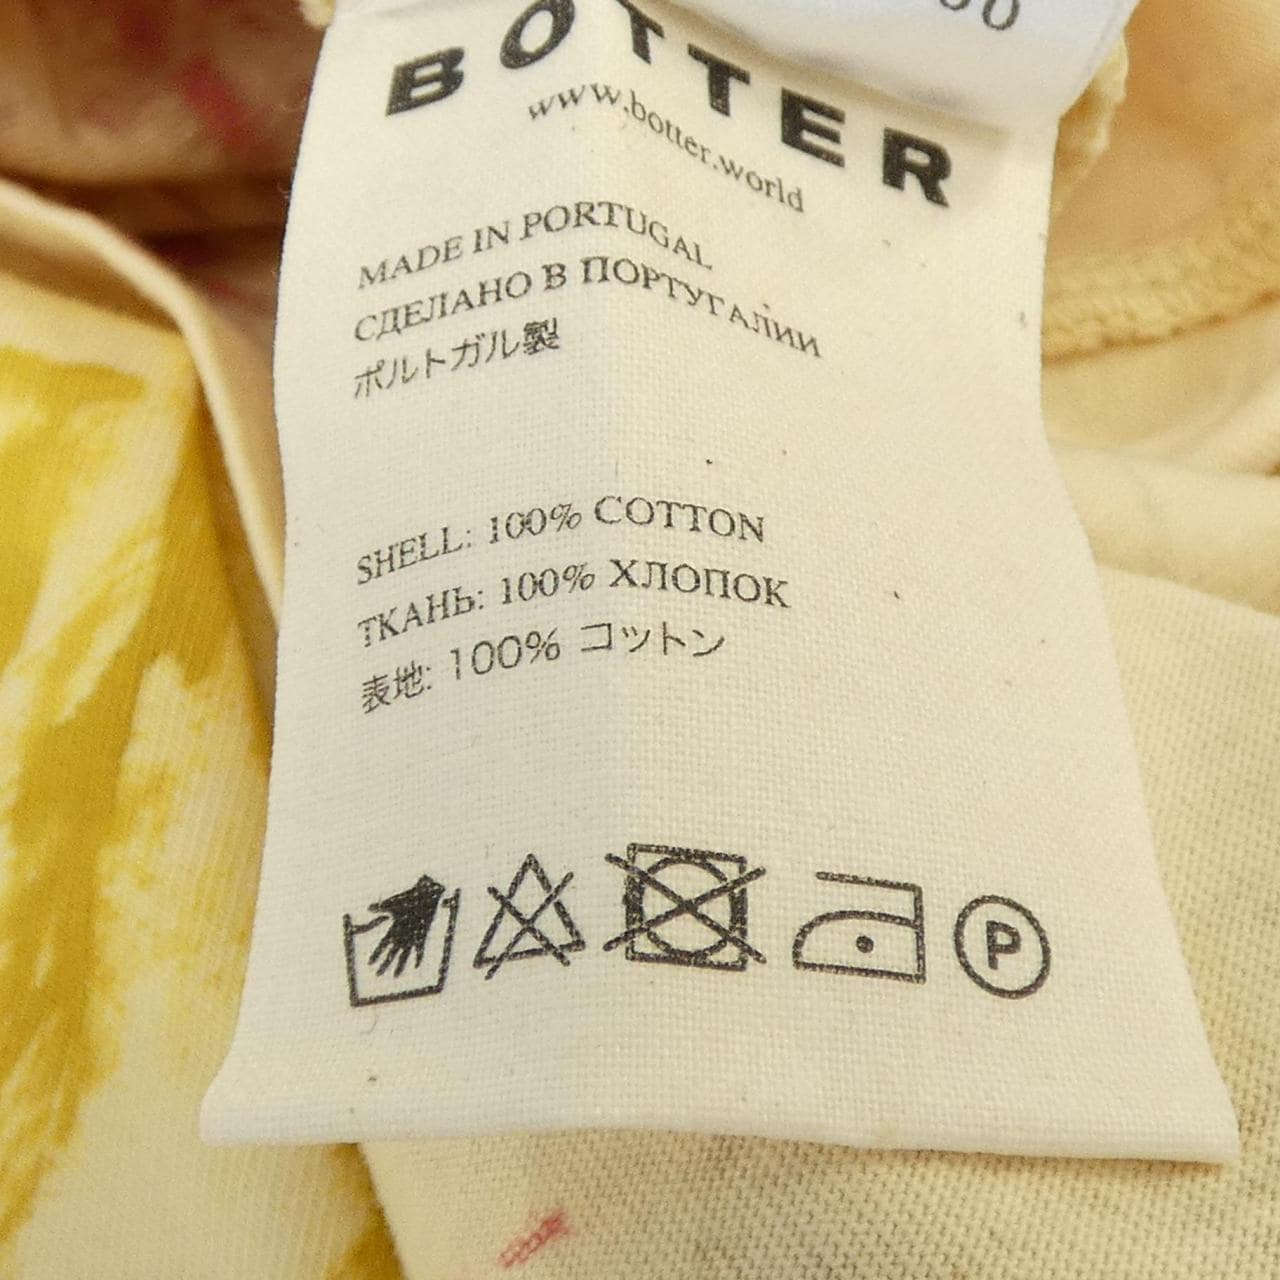 BOTTER
www.botter.world
MADE IN PORTUGAL
СДЕЛАНО В ПОРТУГАЛИИ
ポルトガル製
SHELL: 100% COTTON
ТКАНЬ: 100% ХЛОПОК
表地: 100% コットン
P